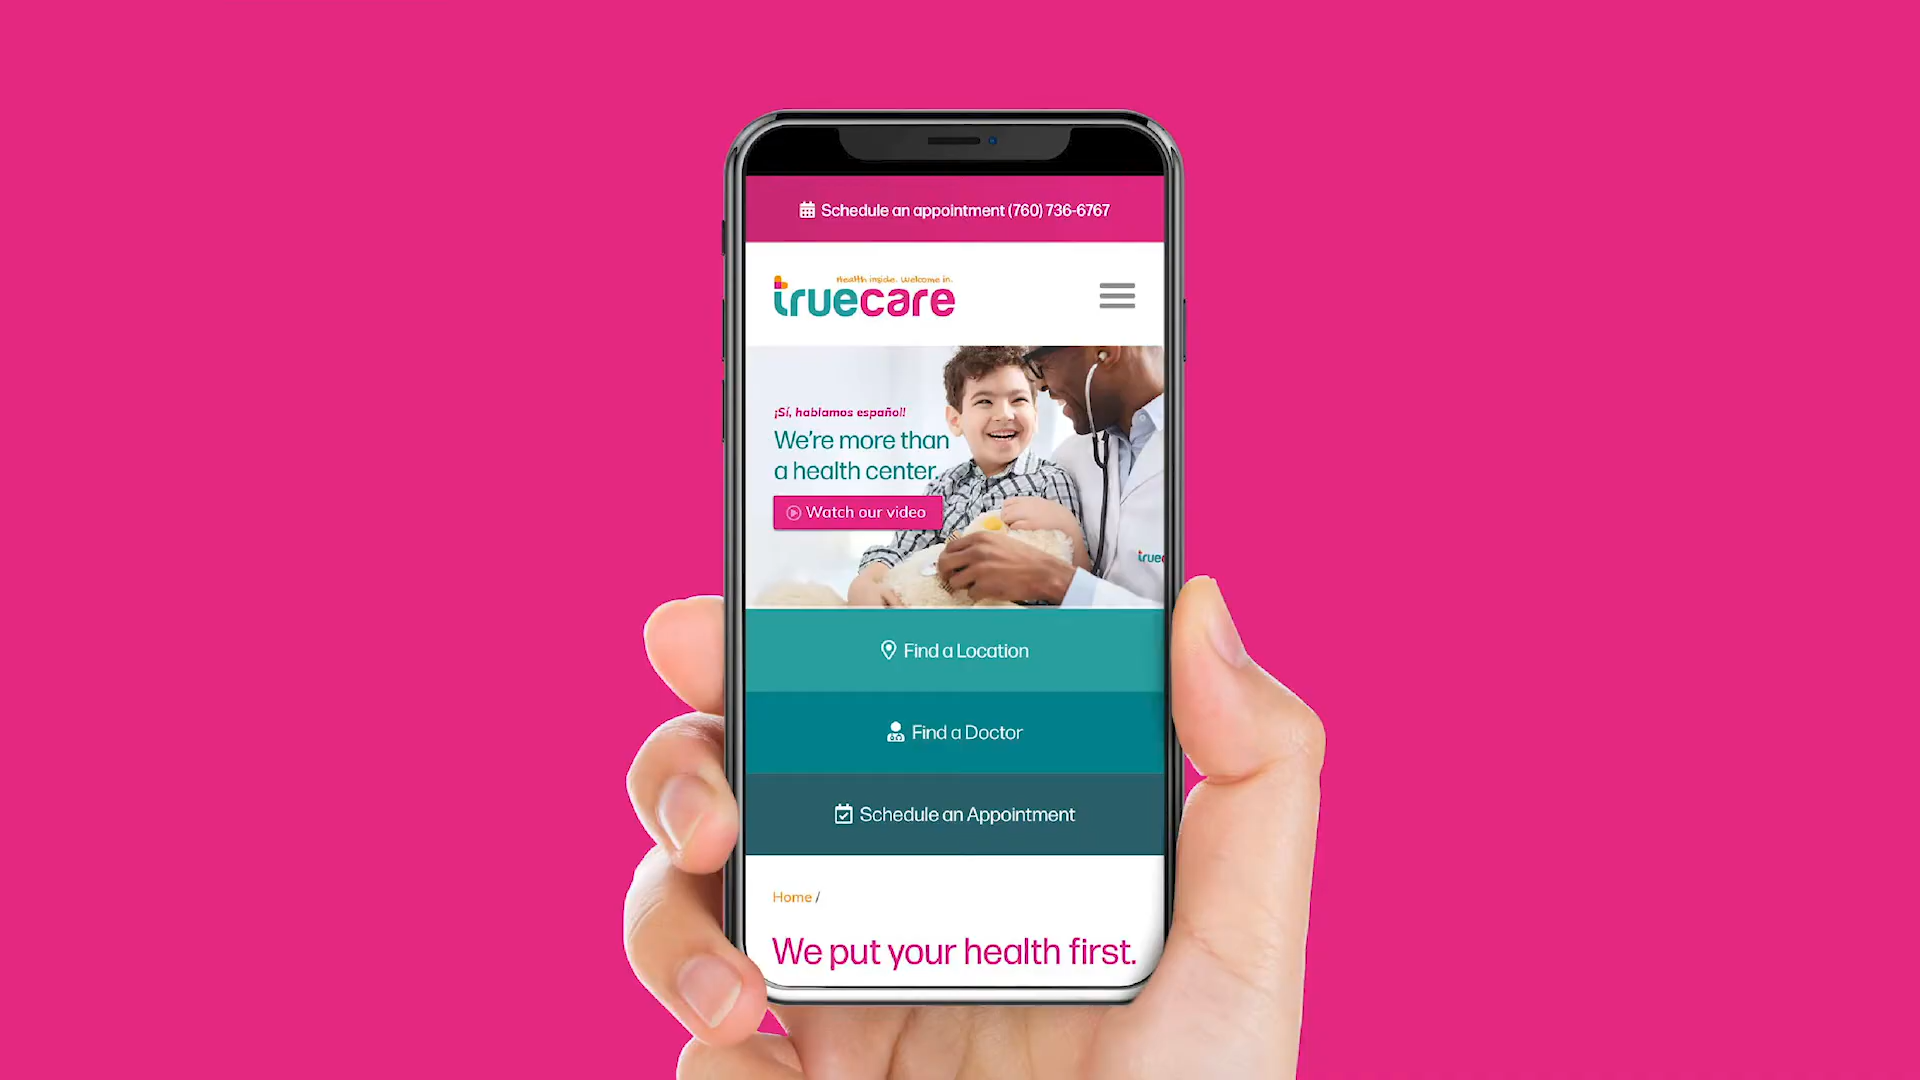 Schedule an appointment (760) 736-6767
Health inside. Welcome in.
truecare
¡Sí, hablamos español!
We're more than
a health center.
Watch our video
true
Find a Location
Find a Doctor
Schedule an Appointment
Home /
We put your health first.